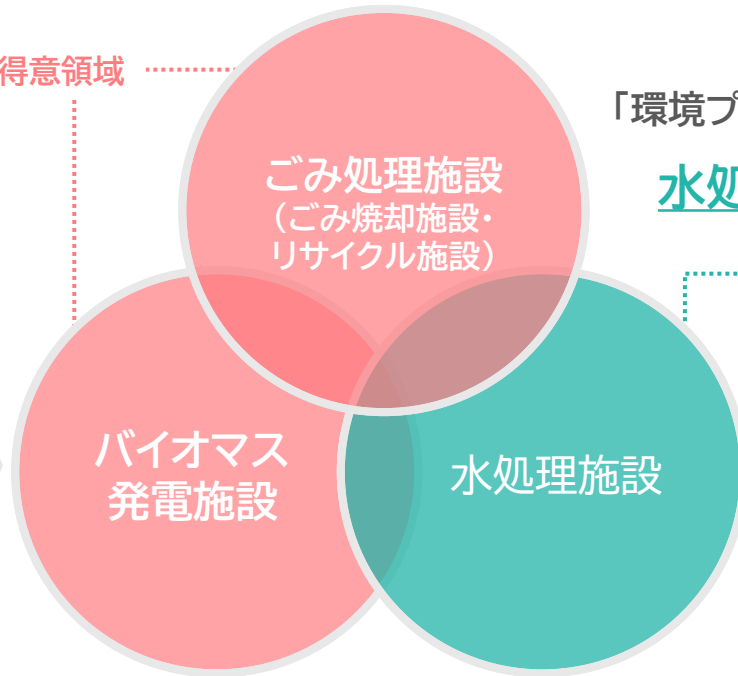 得意領域
「環境プ
水処
ごみ処理施設
（ごみ焼却施設・
リサイクル施設）
バイオマス
発電施設
水処理施設